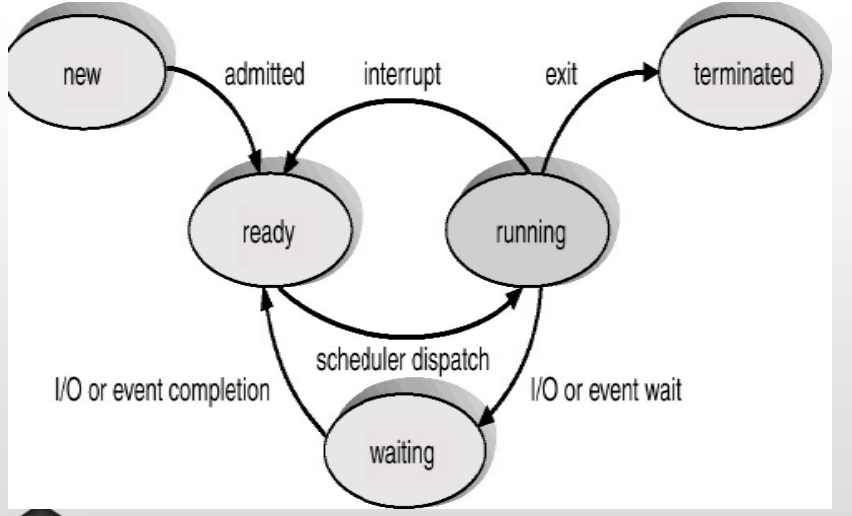 new
admitted
interrupt
exit
terminated
ready
running
scheduler dispatch
I/O or event completion
I/O or event wait
waiting